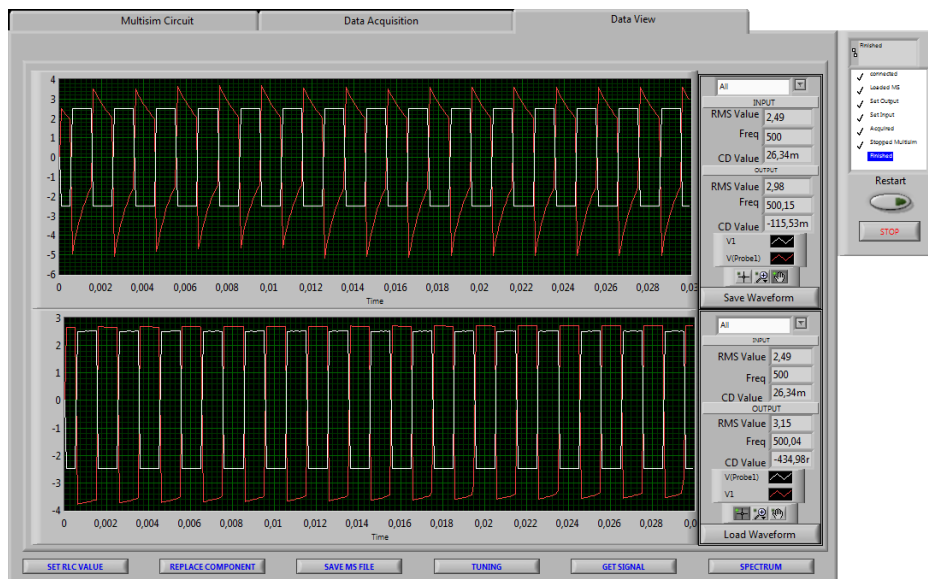 Multisim Circuit Data Acquisition Data View
Finished
connected
Loaded MS
Set Output
Set Input
Acquired
Stopped Multisim
Finished
Restart
STOP
4
3
2
1
0
-1
-2
-3
-4
-5
-6
0 0,002 0,004 0,006 0,008 0,01 0,012 0,014 0,016 0,018 0,02 0,022 0,024 0,026 0,028 0,03
Time
All
INPUT
RMS Value 2,49
Freq 500
CD Value 26,34m
OUTPUT
RMS Value 2,98
Freq 500,15
CD Value -115,53m
V1
V(Probe1)
Save Waveform
3
2
1
0
-1
-2
-3
-4
0 0,002 0,004 0,006 0,008 0,01 0,012 0,014 0,016 0,018 0,02 0,022 0,024 0,026 0,028 0,0
Time
All
INPUT
RMS Value 2,49
Freq 500
CD Value 26,34m
OUTPUT
RMS Value 3,15
Freq 500,04
CD Value -434,98r
V(Probe1)
V1
Load Waveform
SET RLC VALUE REPLACE COMPONENT SAVE MS FILE TUNING GET SIGNAL SPECTRUM